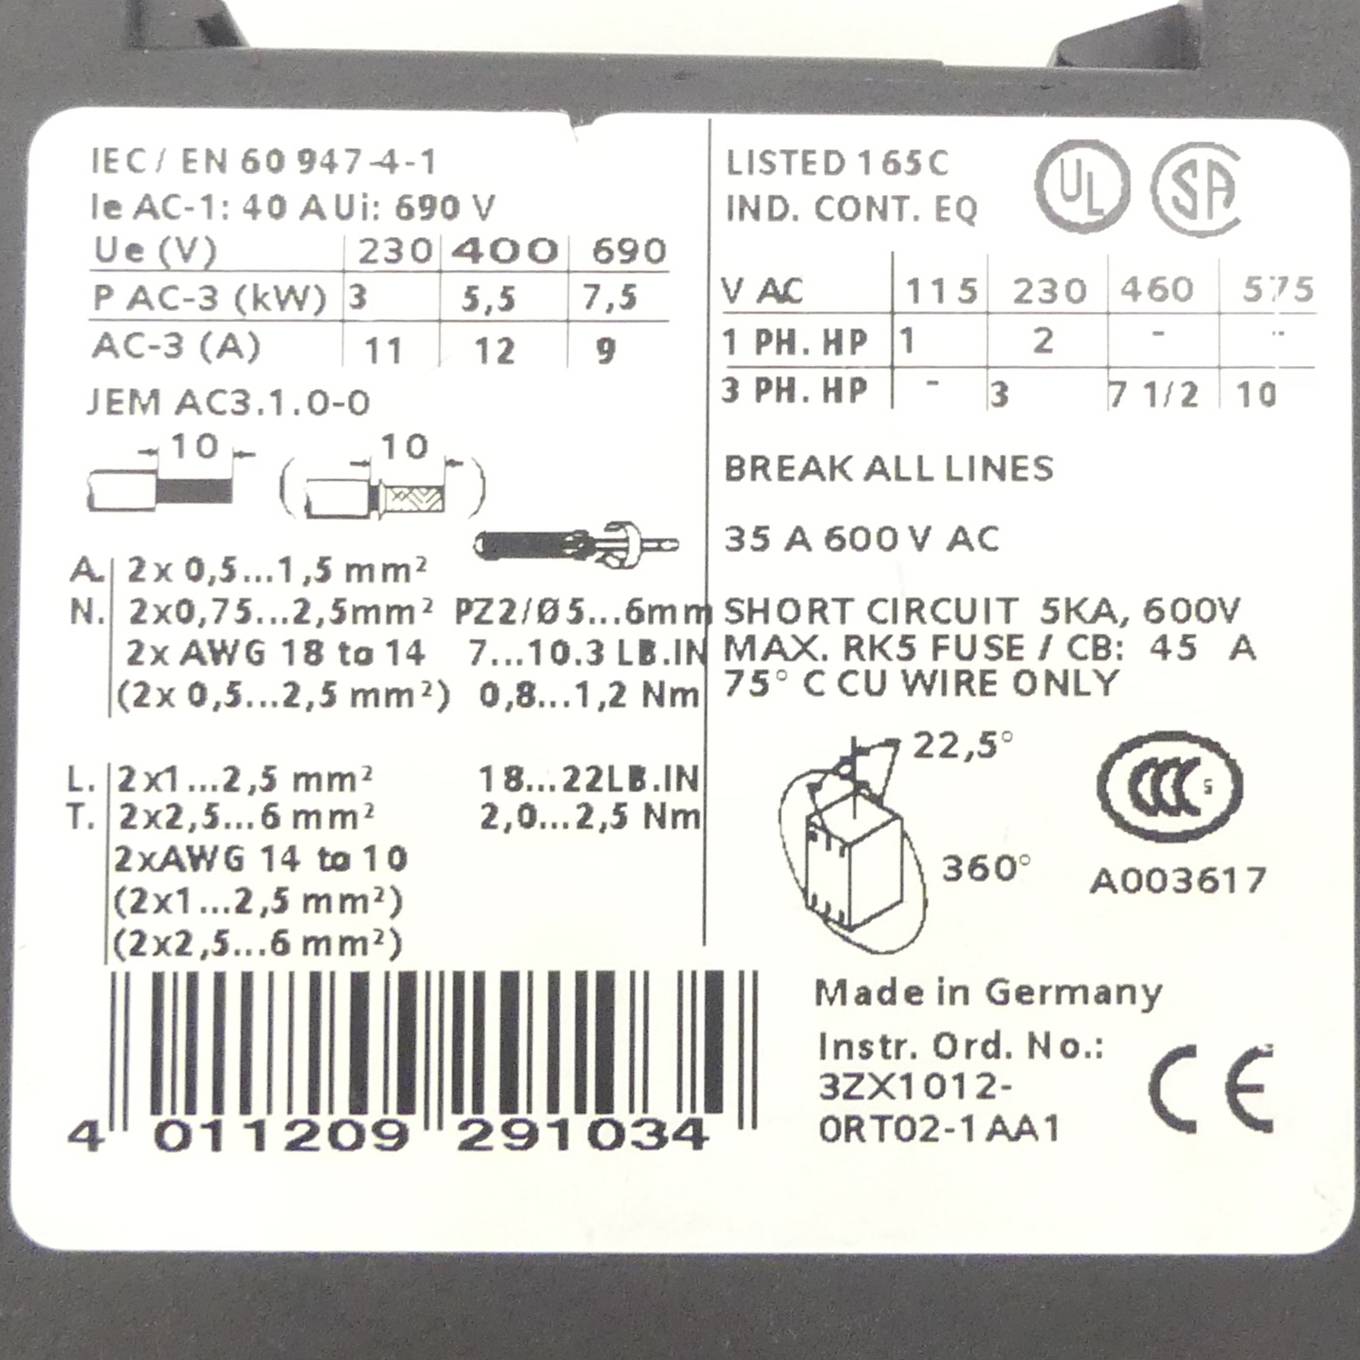 IEC/ EN 60 947-4-1
Ie AC-1: 40 A Ui: 690 V
Ue (V) 230 400 690
P AC-3 (kW) 3 5,5 7,5
AC-3 (A) 11 12 9
JEM AC3.1.0-0
10 10
A. 2x 0,5...1,5 mm²
N. 2x0,75...2,5mm² PZ2/Ø5...6mm
2x AWG 18 to 14 7...10.3 LB.IN
(2x 0,5...2,5 mm²) 0,8...1,2 Nm
L. 2x1...2,5 mm² 18...22LB.IN
T. 2x2,5...6 mm² 2,0...2,5 Nm
2xAWG 14 to 10
(2x1...2,5 mm²)
(2x2,5...6 mm²)
4 011209 291034
LISTED 165C
IND. CONT. EQ
UL SA
V AC 115 230 460 575
1 PH. HP 1 2 - -
3 PH. HP - 3 7 1/2 10
BREAK ALL LINES
35 A 600 V AC
SHORT CIRCUIT 5KA, 600V
MAX. RK5 FUSE / CB: 45 A
75° C CU WIRE ONLY
22,5°
360°
CCC S
A003617
Made in Germany
Instr. Ord. No.:
3ZX1012-
0RT02-1AA1
CE